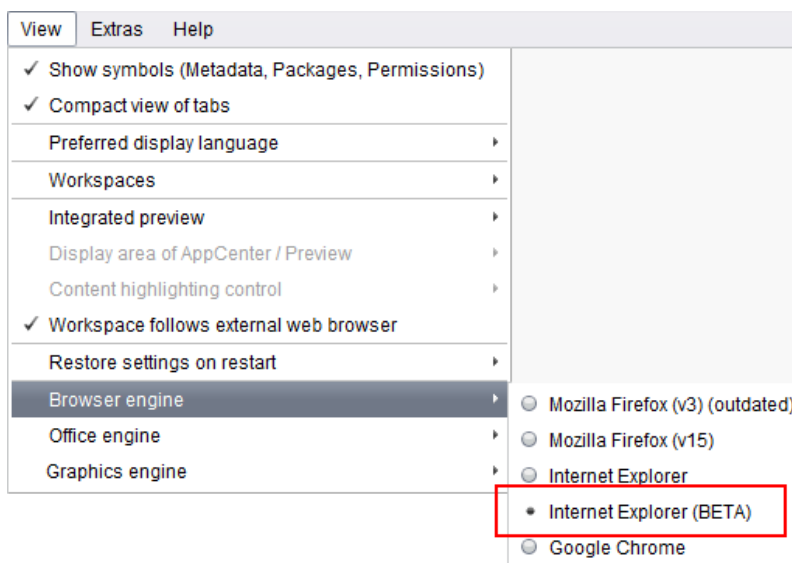 View Extras Help
✓ Show symbols (Metadata, Packages, Permissions)
✓ Compact view of tabs
Preferred display language
Workspaces
Integrated preview
Display area of AppCenter / Preview
Content highlighting control
✓ Workspace follows external web browser
Restore settings on restart
Browser engine
Office engine
Graphics engine
Mozilla Firefox (v3) (outdated)
Mozilla Firefox (v15)
Internet Explorer
Internet Explorer (BETA)
Google Chrome